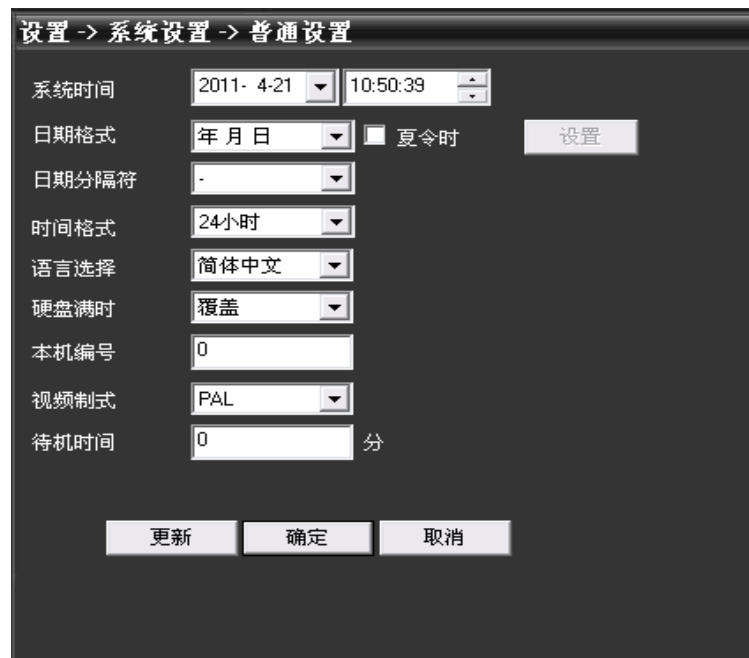 设置 -> 系统设置 -> 普通设置
系统时间 2011- 4-21 10:50:39
日期格式 年 月 日 夏令时 设置
日期分隔符 -
时间格式 24小时
语言选择 简体中文
硬盘满时 覆盖
本机编号 0
视频制式 PAL
待机时间 0 分
更新 确定 取消